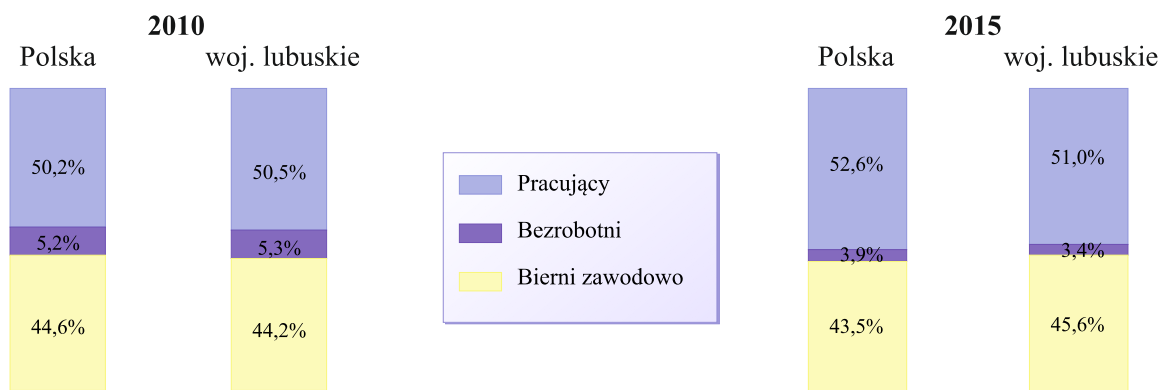 2010
2015
Polska
woj. lubuskie
Polska
woj. lubuskie
50,2%
50,5%
52,6%
51,0%
Pracujący
Bezrobotni
Bierni zawodowo
5,2%
5,3%
3,9%
3,4%
44,6%
44,2%
43,5%
45,6%